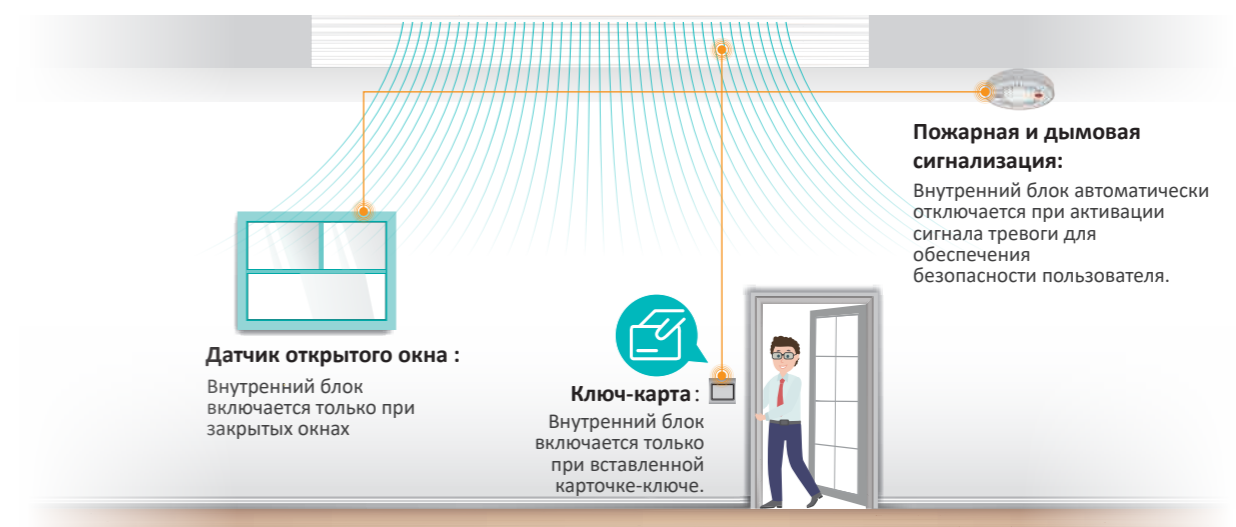 Пожарная и дымовая
сигнализация:
Внутренний блок автоматически
отключается при активации
сигнала тревоги для
обеспечения
безопасности пользователя.
Датчик открытого окна :
Внутренний блок
включается только при
закрытых окнах
Ключ-карта:
Внутренний блок
включается только
при вставленной
карточке-ключе.